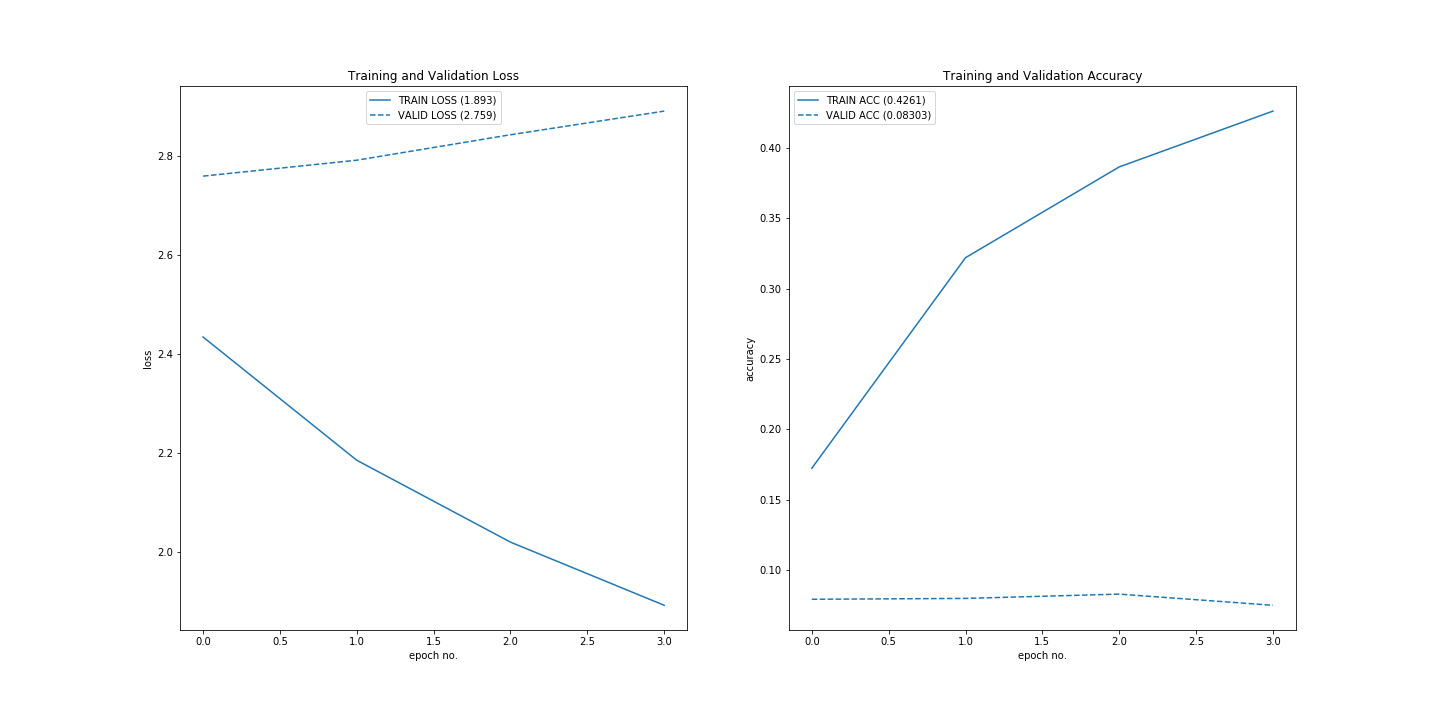 Training and Validation Loss
TRAIN LOSS (1.893)
VALID LOSS (2.759)
loss
2.8
2.6
2.4
2.2
2.0
0.0 0.5 1.0 1.5 2.0 2.5 3.0
epoch no.
Training and Validation Accuracy
TRAIN ACC (0.4261)
VALID ACC (0.08303)
accuracy
0.40
0.35
0.30
0.25
0.20
0.15
0.10
0.0 0.5 1.0 1.5 2.0 2.5 3.0
epoch no.